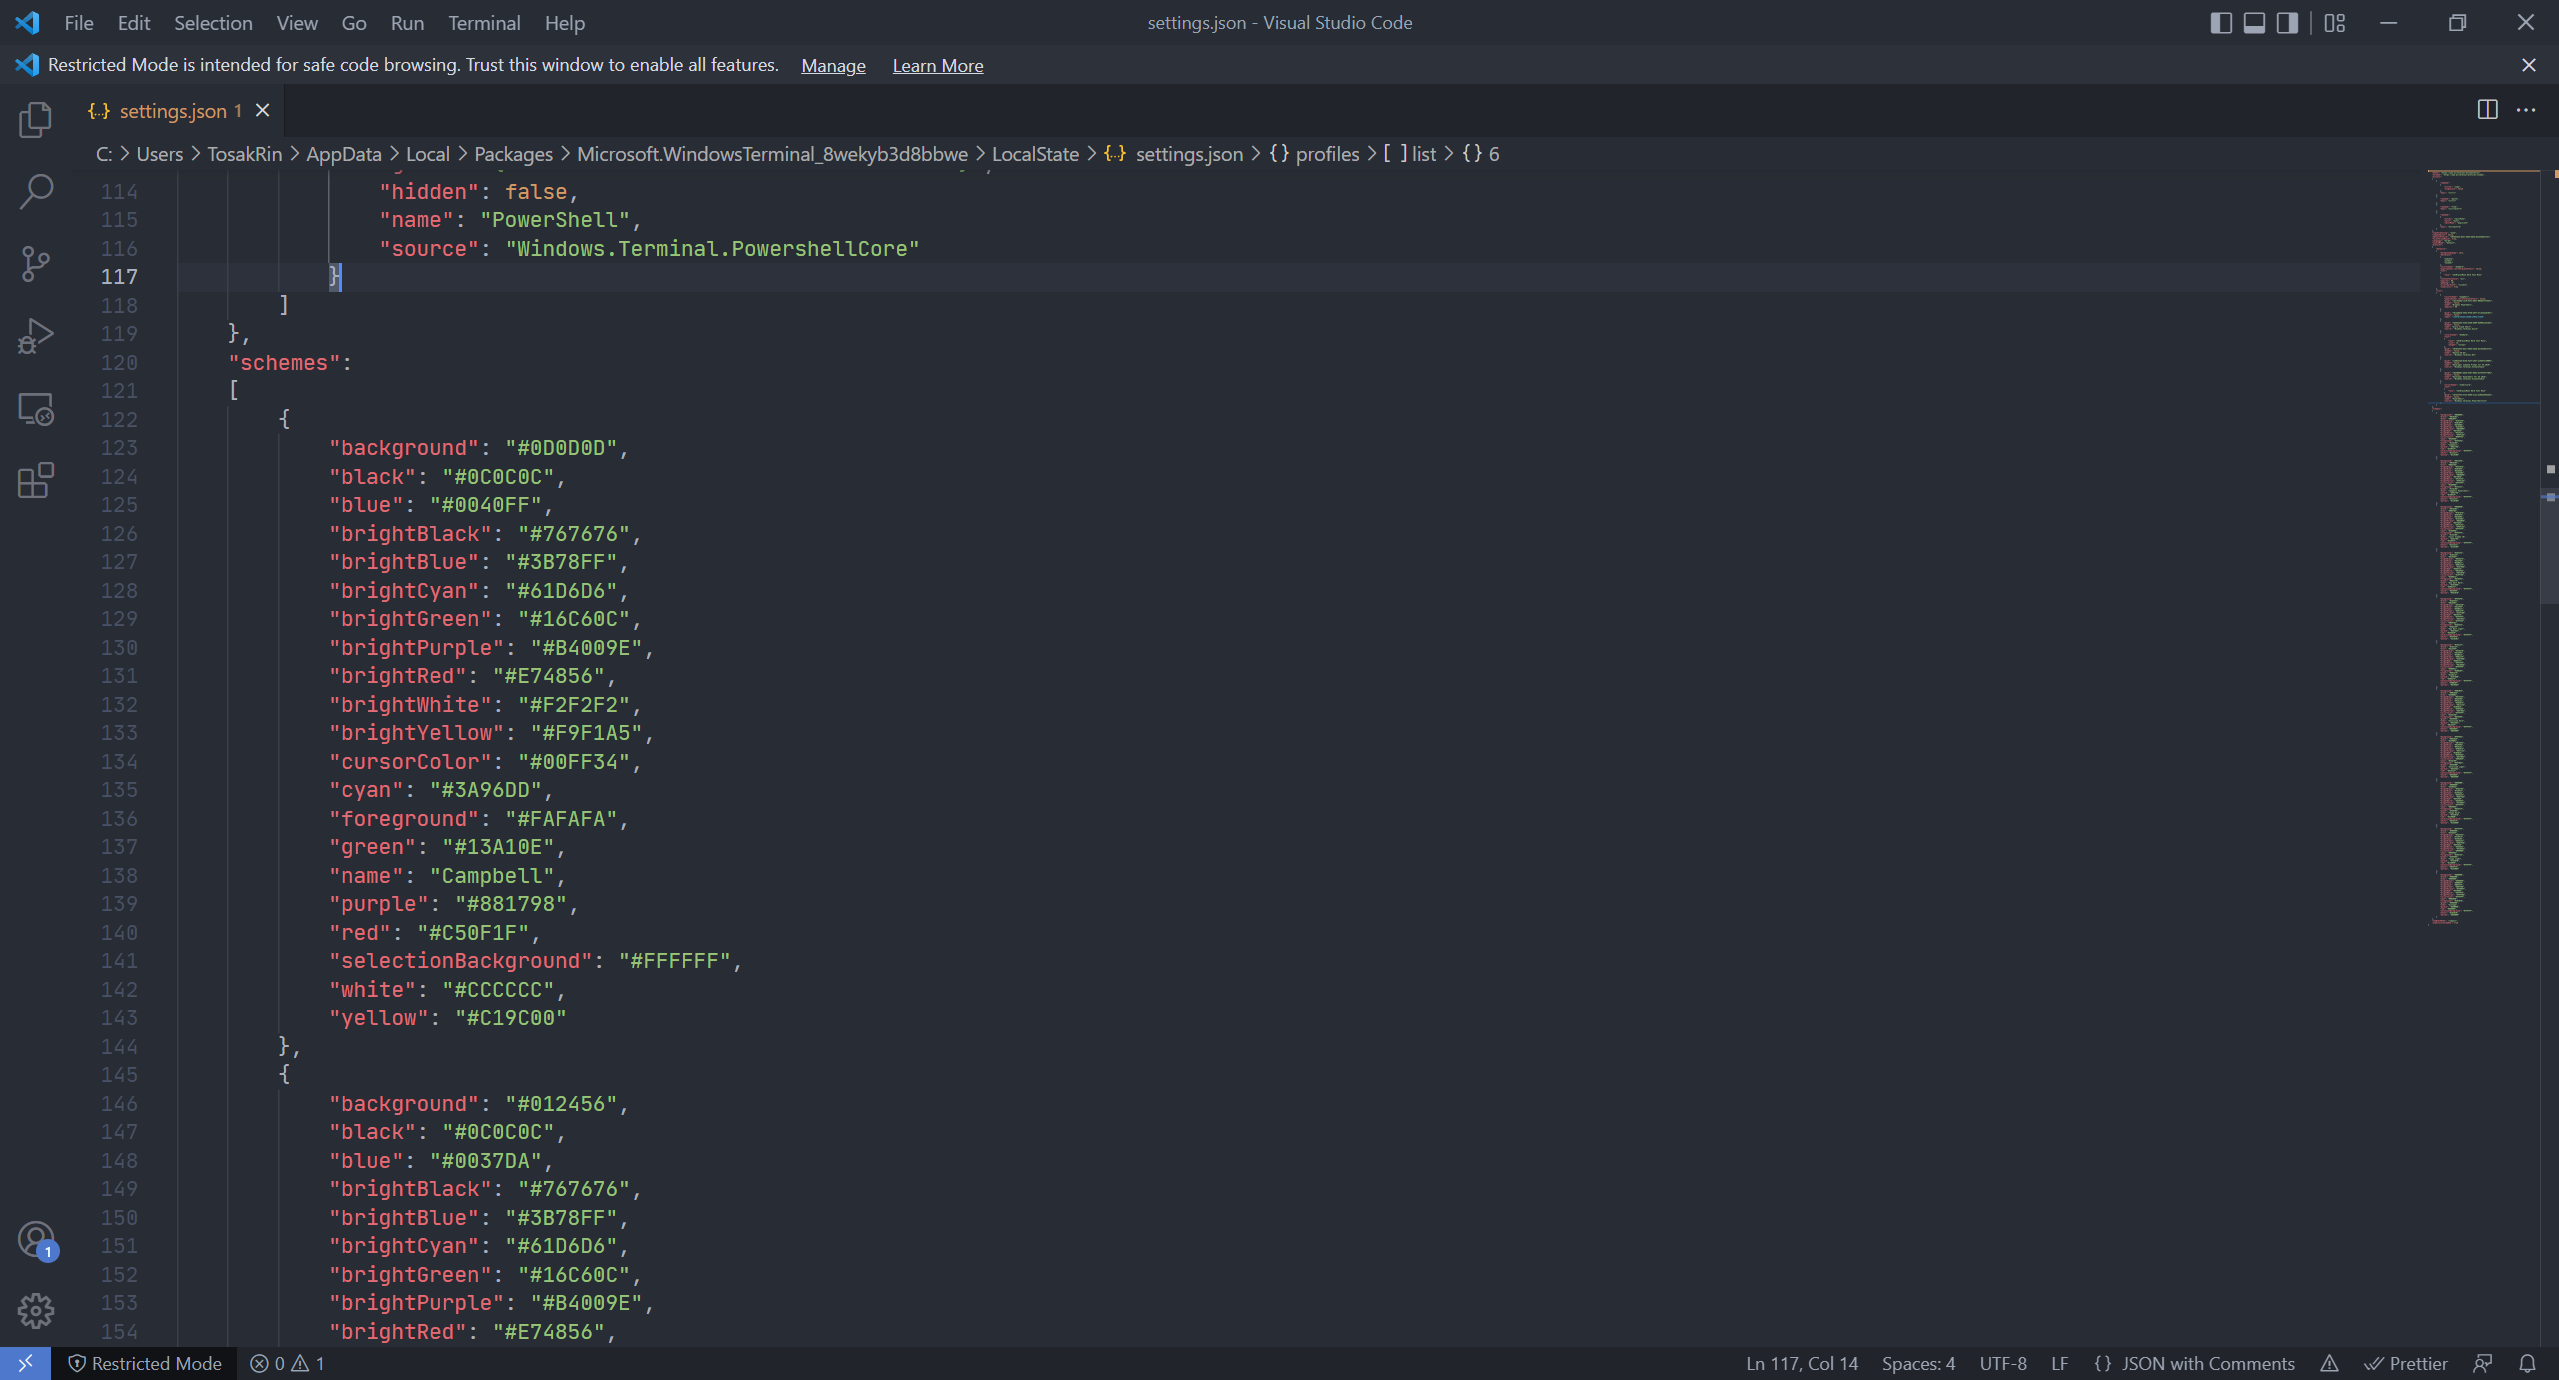 File Edit Selection View Go Run Terminal Help settings.json - Visual Studio Code
Restricted Mode is intended for safe code browsing. Trust this window to enable all features. Manage Learn More
{..} settings.json 1
C: > Users > TosakRin > AppData > Local > Packages > Microsoft.WindowsTerminal_8wekyb3d8bbwe > LocalState > {..} settings.json > {} profiles > [ ] list > {} 6
114 "hidden": false,
115 "name": "PowerShell",
116 "source": "Windows.Terminal.PowershellCore"
117 }
118 ]
119 },
120 "schemes":
121 [
122 {
123 "background": "#0D0D0D",
124 "black": "#0C0C0C",
125 "blue": "#0040FF",
126 "brightBlack": "#767676",
127 "brightBlue": "#3B78FF",
128 "brightCyan": "#61D6D6",
129 "brightGreen": "#16C60C",
130 "brightPurple": "#B4009E",
131 "brightRed": "#E74856",
132 "brightWhite": "#F2F2F2",
133 "brightYellow": "#F9F1A5",
134 "cursorColor": "#00FF34",
135 "cyan": "#3A96DD",
136 "foreground": "#FAFAFA",
137 "green": "#13A10E",
138 "name": "Campbell",
139 "purple": "#881798",
140 "red": "#C50F1F",
141 "selectionBackground": "#FFFFFF",
142 "white": "#CCCCCC",
143 "yellow": "#C19C00"
144 },
145 {
146 "background": "#012456",
147 "black": "#0C0C0C",
148 "blue": "#0037DA",
149 "brightBlack": "#767676",
150 "brightBlue": "#3B78FF",
151 "brightCyan": "#61D6D6",
152 "brightGreen": "#16C60C",
153 "brightPurple": "#B4009E",
154 "brightRed": "#E74856",
1
Restricted Mode 0 1 Ln 117, Col 14 Spaces: 4 UTF-8 LF {} JSON with Comments Prettier